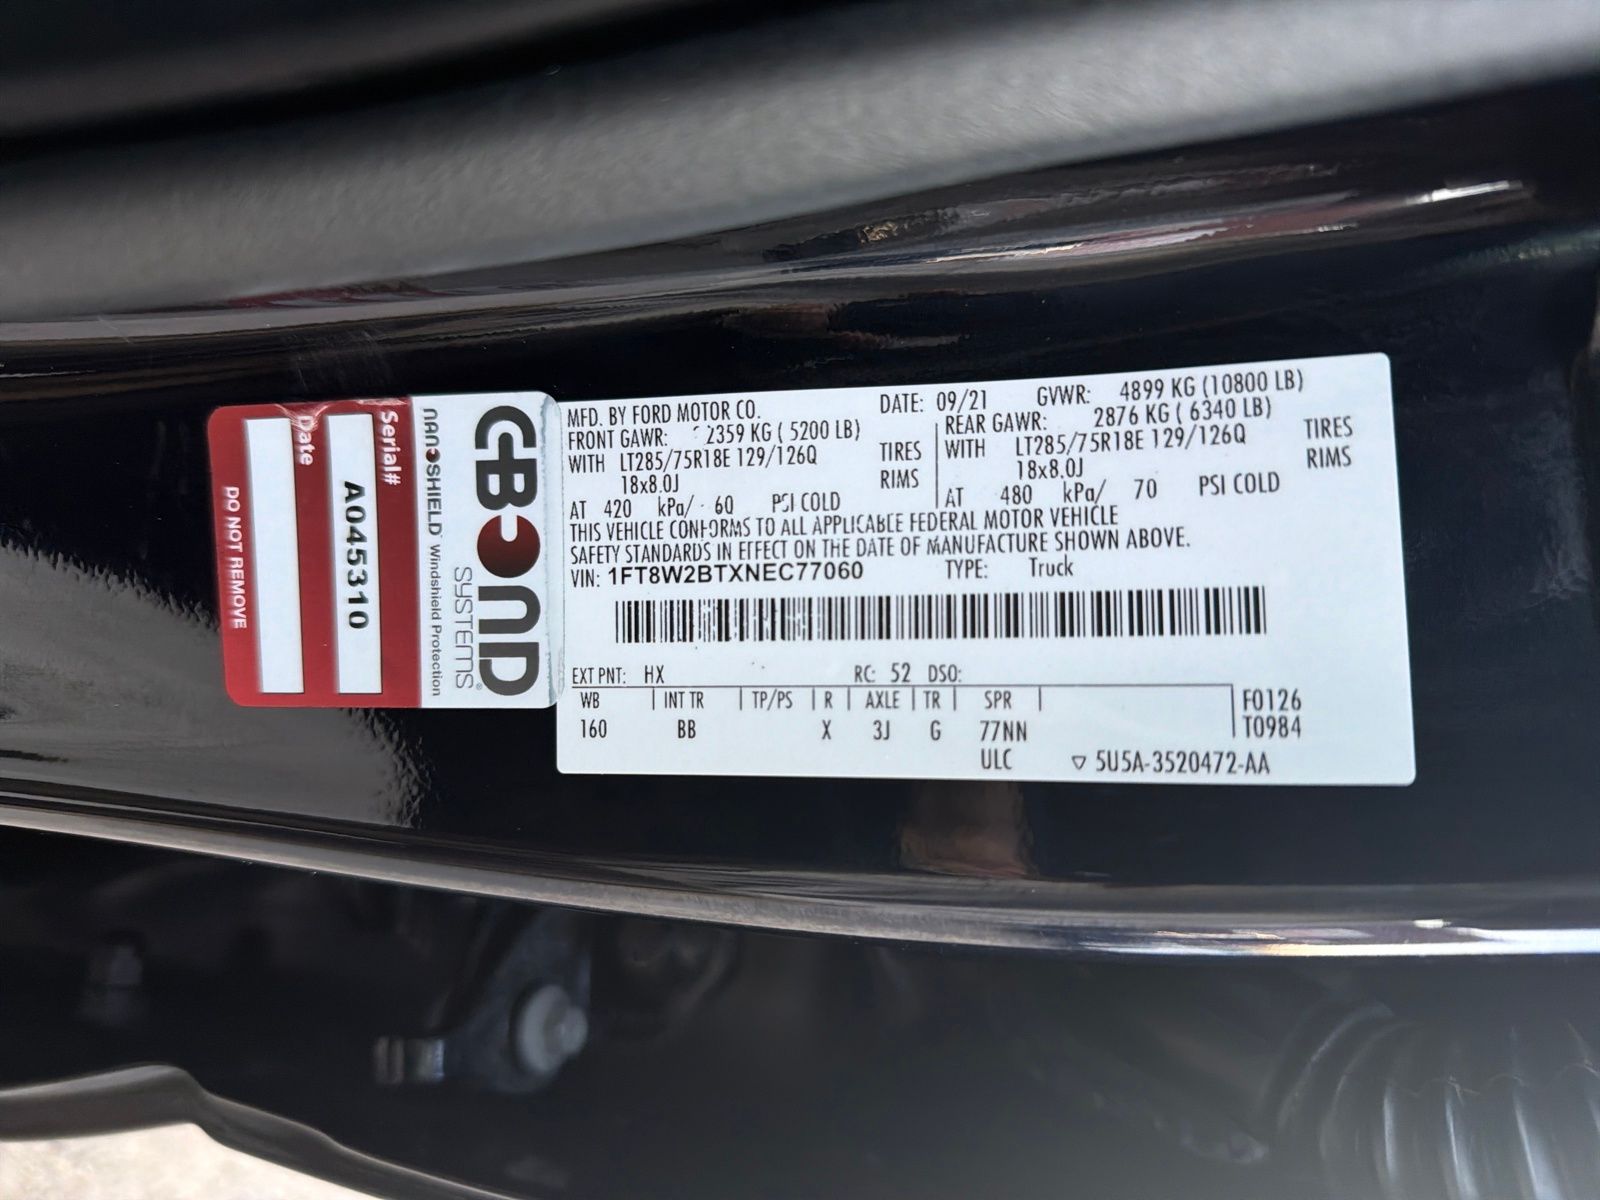 MFD. BY FORD MOTOR CO. DATE: 09/21 GVWR: 4899 KG (10800 LB)
FRONT GAWR: 2359 KG ( 5200 LB) REAR GAWR: 2876 KG ( 6340 LB)
WITH LT285/75R18E 129/126Q TIRES WITH LT285/75R18E 129/126Q TIRES
18x8.0J RIMS 18x8.0J RIMS
AT 420 kPa/ 60 PSI COLD AT 480 kPa/ 70 PSI COLD
THIS VEHICLE CONFORMS TO ALL APPLICABLE FEDERAL MOTOR VEHICLE
SAFETY STANDARDS IN EFFECT ON THE DATE OF MANUFACTURE SHOWN ABOVE.
VIN: 1FT8W2BTXNEC77060 TYPE: Truck
EXT PNT: HX RC: 52 DSO:
WB INT TR TP/PS R AXLE TR SPR F0126
160 BB X 3J G 77NN T0984
ULC ▽ 5U5A-3520472-AA
CBOND
SYSTEMS®
NANOSHIELD Windshield Protection
Serial#
A045310
Date
DO NOT REMOVE